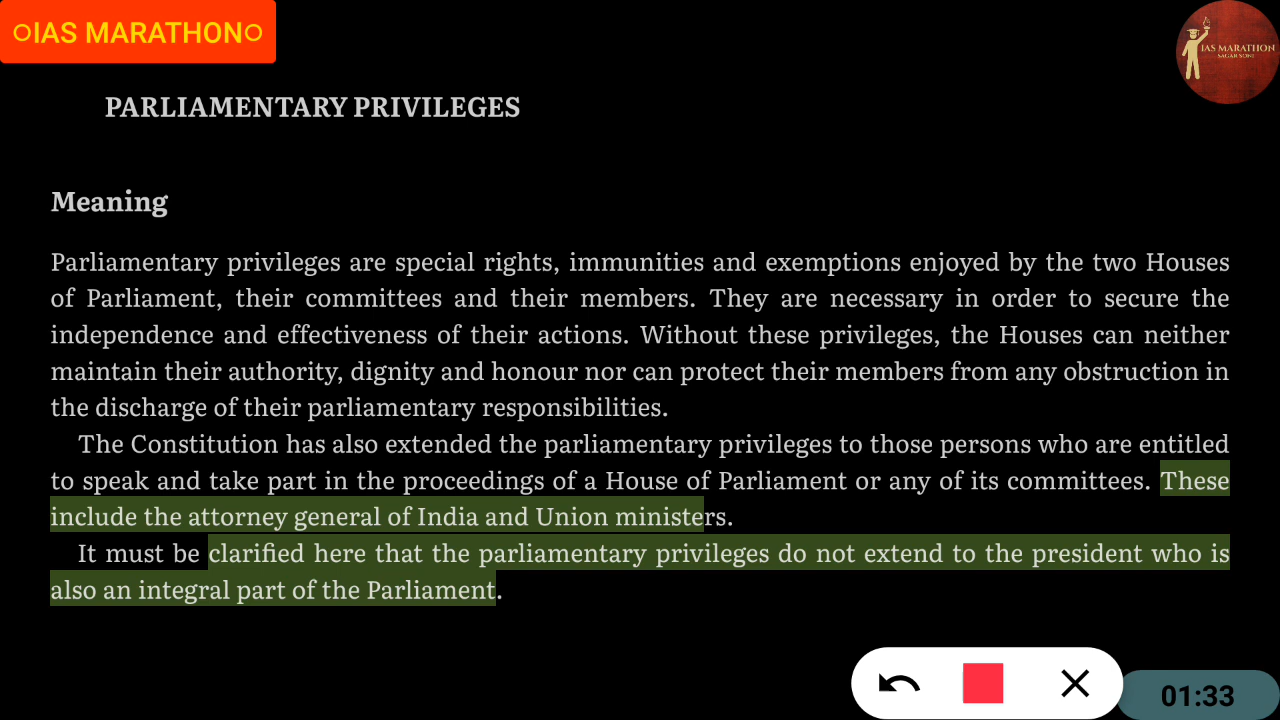 ○IAS MARATHON○
IAS MARATHON
SAGAR SONI
PARLIAMENTARY PRIVILEGES
Meaning
Parliamentary privileges are special rights, immunities and exemptions enjoyed by the two Houses
of Parliament, their committees and their members. They are necessary in order to secure the
independence and effectiveness of their actions. Without these privileges, the Houses can neither
maintain their authority, dignity and honour nor can protect their members from any obstruction in
the discharge of their parliamentary responsibilities.
The Constitution has also extended the parliamentary privileges to those persons who are entitled
to speak and take part in the proceedings of a House of Parliament or any of its committees. These
include the attorney general of India and Union ministers.
It must be clarified here that the parliamentary privileges do not extend to the president who is
also an integral part of the Parliament.
01:33